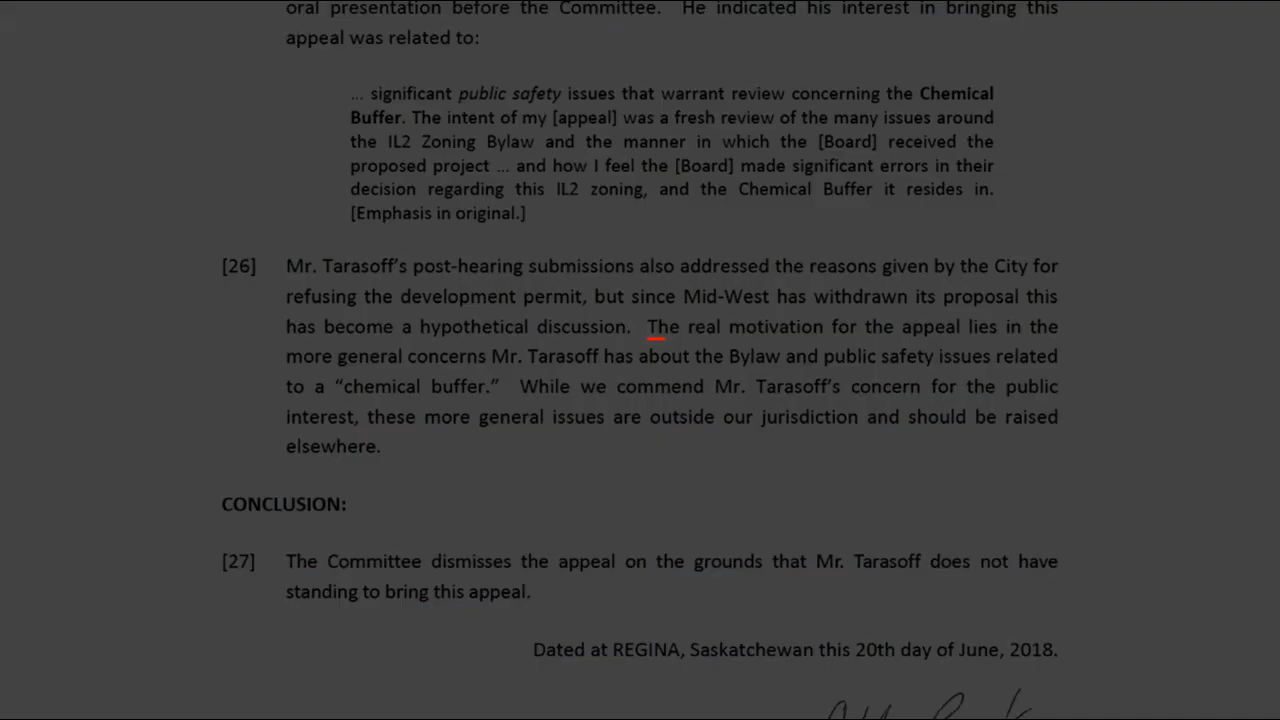 oral presentation before the Committee. He indicated his interest in bringing this
appeal was related to:
... significant public safety issues that warrant review concerning the Chemical
Buffer. The intent of my [appeal] was a fresh review of the many issues around
the IL2 Zoning Bylaw and the manner in which the [Board] received the
proposed project ... and how I feel the [Board] made significant errors in their
decision regarding this IL2 zoning, and the Chemical Buffer it resides in.
[Emphasis in original.]
[26] Mr. Tarasoff’s post-hearing submissions also addressed the reasons given by the City for
refusing the development permit, but since Mid-West has withdrawn its proposal this
has become a hypothetical discussion. The real motivation for the appeal lies in the
more general concerns Mr. Tarasoff has about the Bylaw and public safety issues related
to a “chemical buffer.” While we commend Mr. Tarasoff’s concern for the public
interest, these more general issues are outside our jurisdiction and should be raised
elsewhere.
CONCLUSION:
[27] The Committee dismisses the appeal on the grounds that Mr. Tarasoff does not have
standing to bring this appeal.
Dated at REGINA, Saskatchewan this 20th day of June, 2018.